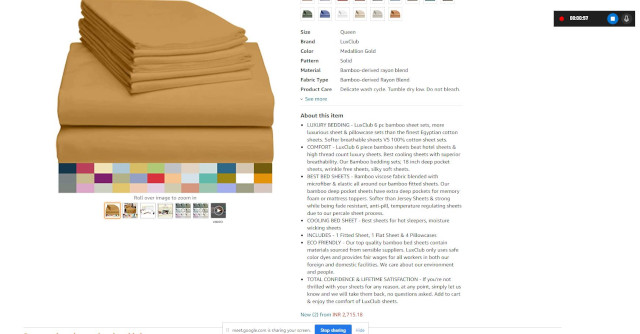 00:00:57
Size Queen
Brand LuxClub
Color Medallion Gold
Pattern Solid
Material Bamboo-derived rayon blend
Fabric Type Bamboo-derived Rayon Blend
Product Care Delicate wash cycle. Tumble dry low. Do not bleach.
See more
About this item
• LUXURY BEDDING - LuxClub 6 pc bamboo sheet sets, more
luxurious sheet & pillowcase sets than the finest Egyptian cotton
sheets. Softer breathable sheets VS 100% cotton sheet sets.
• COMFORT - LuxClub 6 piece bamboo sheets beat hotel sheets &
high thread count luxury sheets. Best cooling sheets with superior
breathability. Our Bamboo bedding sets; 18 inch deep pocket
sheets, wrinkle free sheets, silky soft sheets.
• BEST BED SHEETS - Bamboo viscose fabric blended with
microfiber & elastic all around our bamboo fitted sheets. Our
bamboo deep pocket sheets have extra deep pockets for memory
foam or mattress toppers. Softer than Jersey Sheets & strong
while being fade resistant, anti-pill, temperature regulating sheets
due to our percale sheet process.
• COOLING BED SHEET - Best sheets for hot sleepers, moisture
wicking sheets
• INCLUDES - 1 Fitted Sheet, 1 Flat Sheet & 4 Pillowcases
• ECO FRIENDLY - Our top quality bamboo bed sheets contain
materials sourced from sensible suppliers. LuxClub only uses safe
color dyes and provides fair wages for all workers in both our
foreign and domestic facilities. We care about our environment
and people.
• TOTAL CONFIDENCE & LIFETIME SATISFACTION - If you're not
thrilled with your sheets for any reason, at any point, simply let us
know and we will take them back, no questions asked. Add to cart
& enjoy the comfort of LuxClub sheets.
Roll over image to zoom in
New (2) from INR 2,715.16
meet.google.com is sharing your screen. Stop sharing Hide